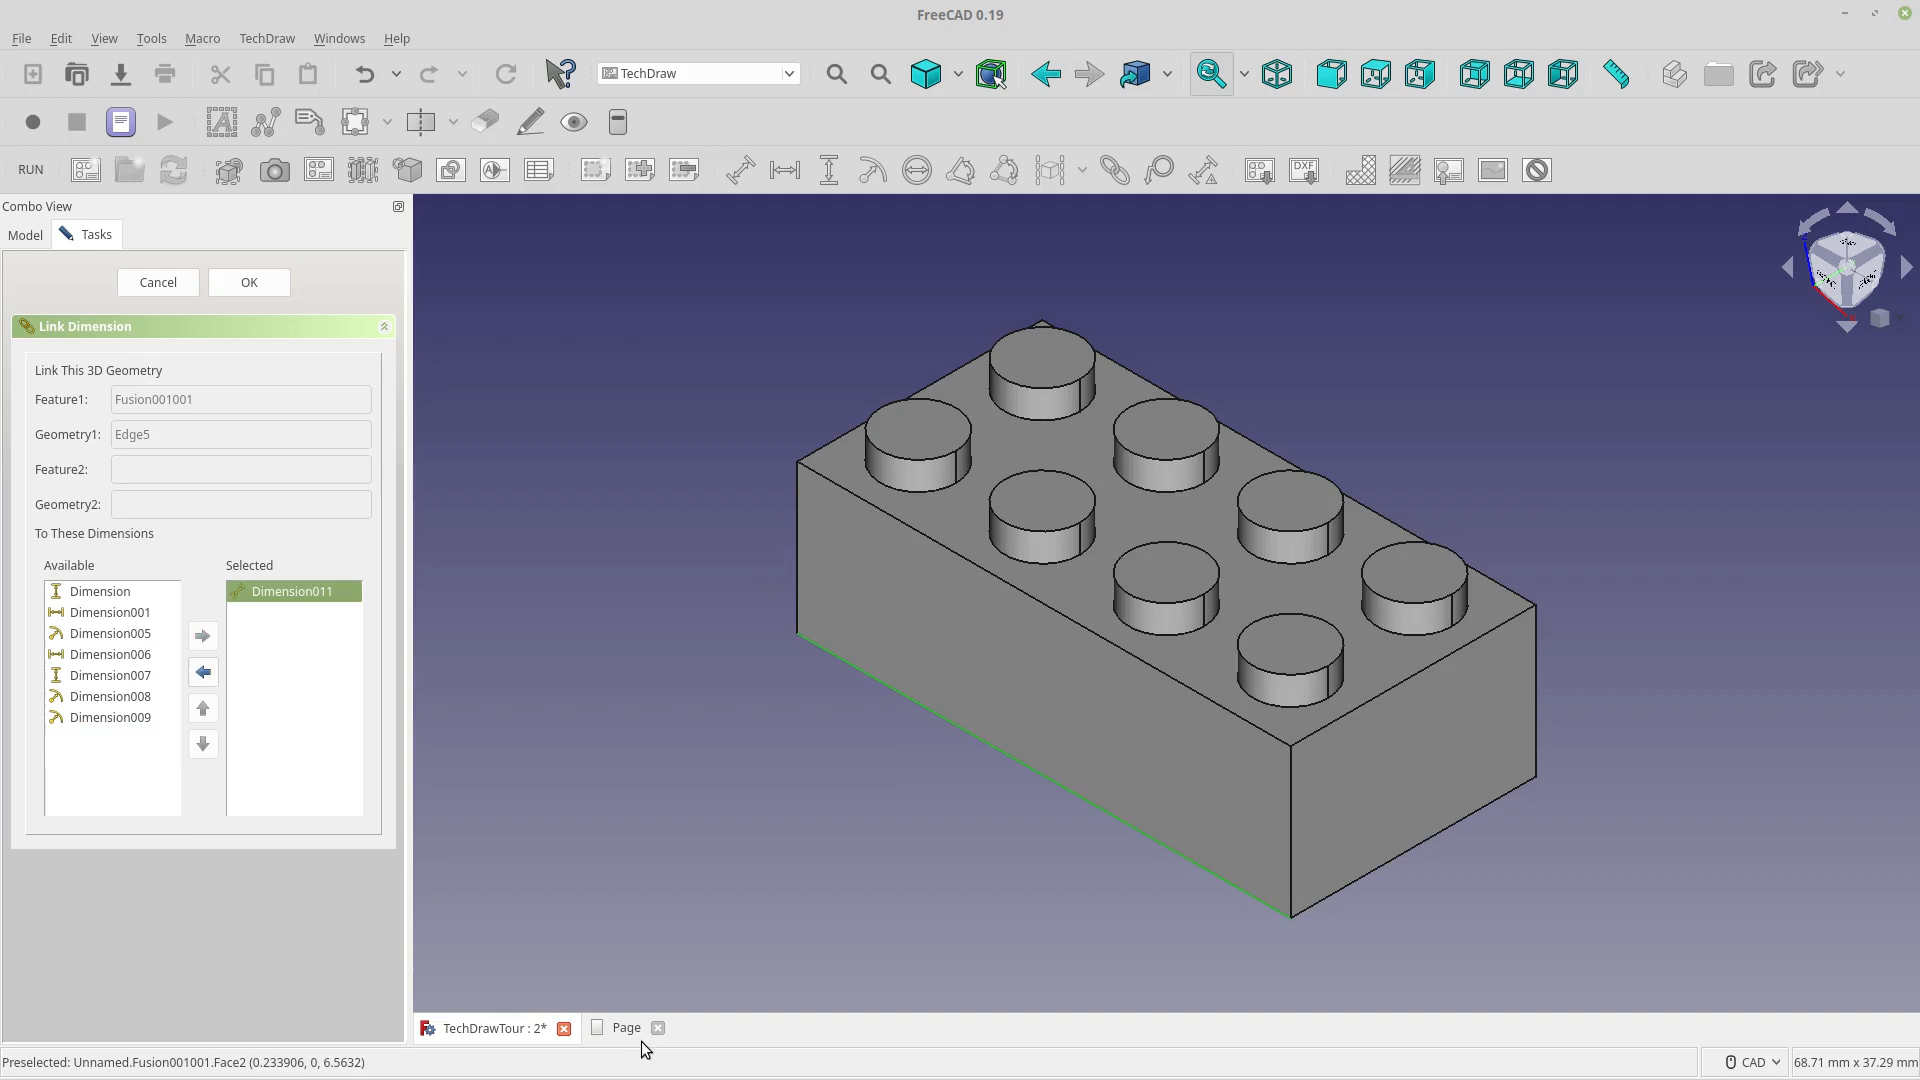 FreeCAD 0.19
File Edit View Tools Macro TechDraw Windows Help
TechDraw
RUN
DXF
Combo View
Model Tasks
Cancel OK
Link Dimension
Link This 3D Geometry
Feature1: Fusion001001
Geometry1: Edge5
Feature2:
Geometry2:
To These Dimensions
Available Selected
Dimension Dimension011
Dimension001
Dimension005
Dimension006
Dimension007
Dimension008
Dimension009
TechDrawTour : 2* Page
Preselected: Unnamed.Fusion001001.Face2 (0.233906, 0, 6.5632) CAD 68.71 mm x 37.29 mm